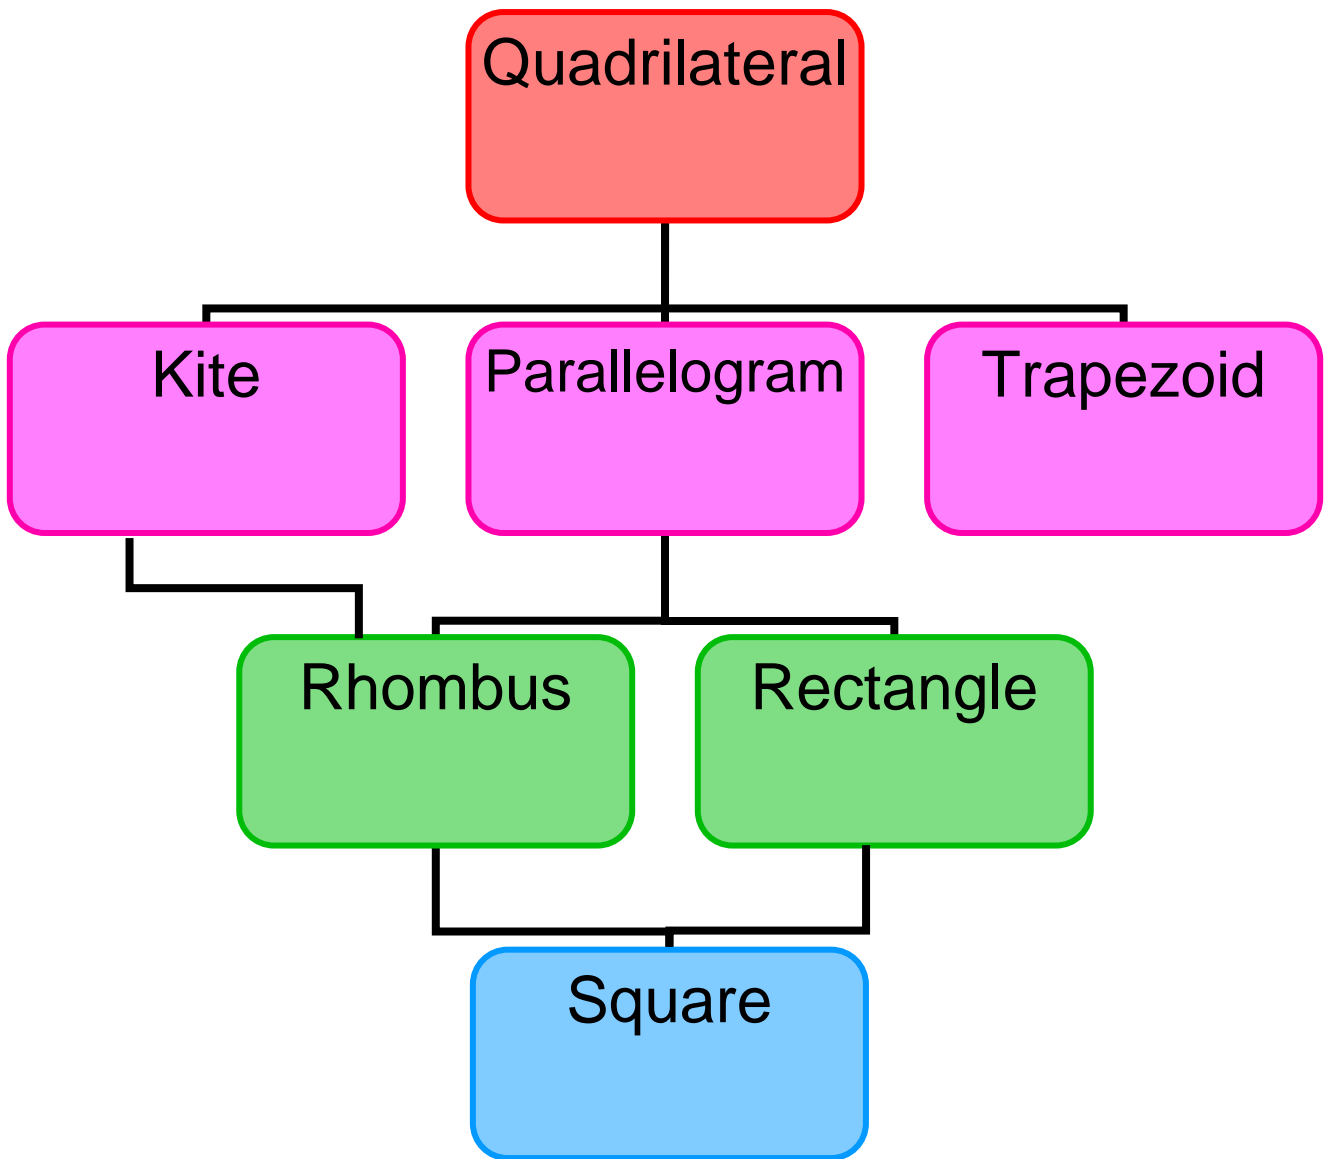 Quadrilateral
Kite
Parallelogram
Trapezoid
Rhombus
Rectangle
Square